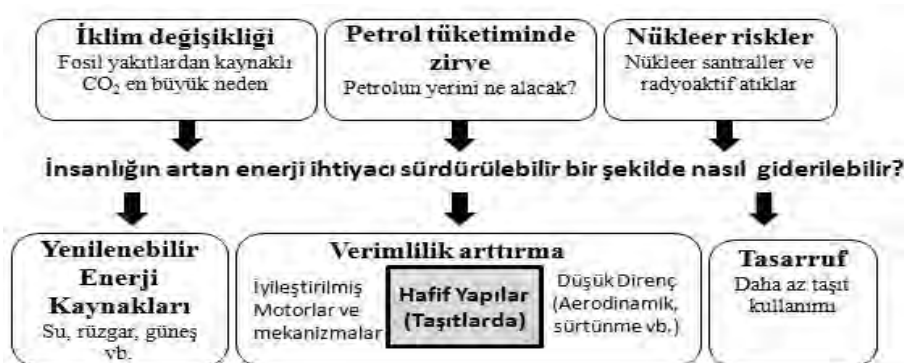 İklim değişikliği
Fosil yakıtlardan kaynaklı
CO₂ en büyük neden
Petrol tüketiminde
zirve
Petrolun yerini ne alacak?
Nükleer riskler
Nükleer santraller ve
radyoaktif atıklar
İnsanlığın artan enerji ihtiyacı sürdürülebilir bir şekilde nasıl giderilebilir?
Yenilenebilir
Enerji
Kaynakları
Su, rüzgar, güneş
vb.
Verimlilik arttırma
İyileştirilmiş
Motorlar ve
mekanizmalar
Hafif Yapılar
(Taşıtlarda)
Düşük Direnç
(Aerodinamik,
sürtünme vb.)
Tasarruf
Daha az taşıt
kullanımı